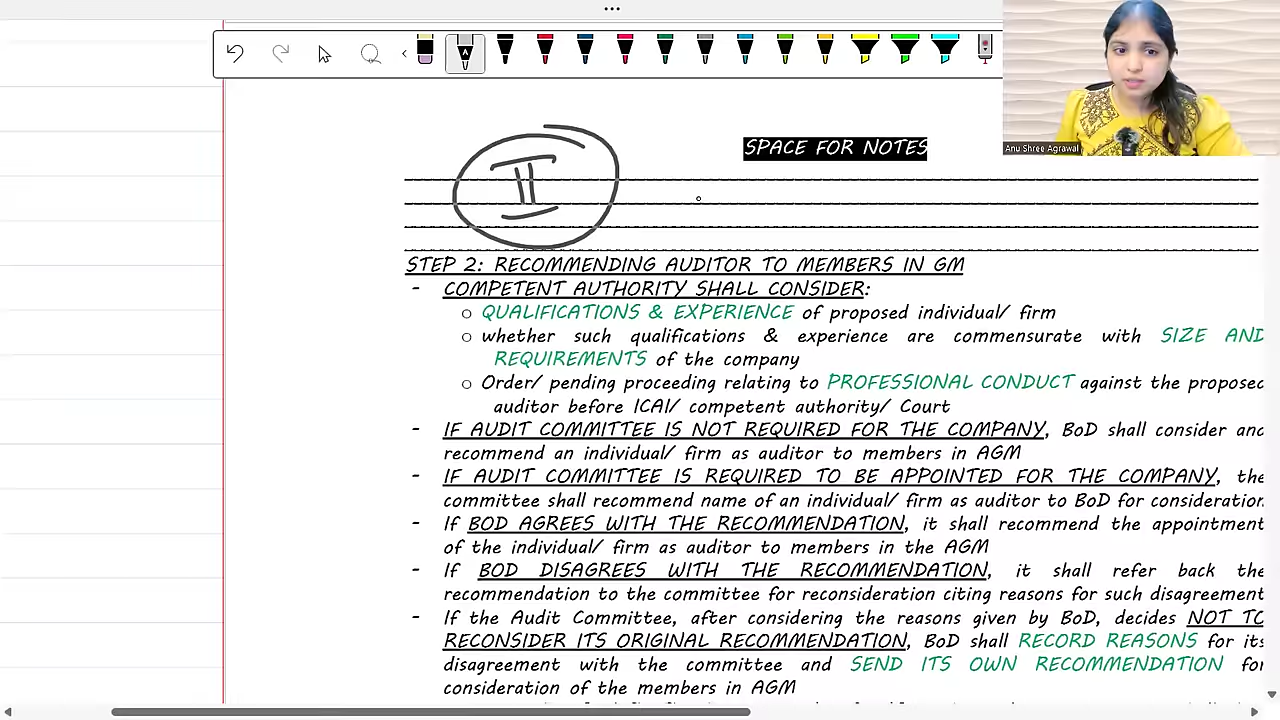 Anu Shree Agrawal
SPACE FOR NOTES
II
STEP 2: RECOMMENDING AUDITOR TO MEMBERS IN GM
- COMPETENT AUTHORITY SHALL CONSIDER:
o QUALIFICATIONS & EXPERIENCE of proposed individual/ firm
o whether such qualifications & experience are commensurate with SIZE AND
REQUIREMENTS of the company
o Order/ pending proceeding relating to PROFESSIONAL CONDUCT against the proposed
auditor before ICAI/ competent authority/ Court
- IF AUDIT COMMITTEE IS NOT REQUIRED FOR THE COMPANY, BoD shall consider and
recommend an individual/ firm as auditor to members in AGM
- IF AUDIT COMMITTEE IS REQUIRED TO BE APPOINTED FOR THE COMPANY, the
committee shall recommend name of an individual/ firm as auditor to BoD for consideration
- If BOD AGREES WITH THE RECOMMENDATION, it shall recommend the appointment
of the individual/ firm as auditor to members in the AGM
- If BOD DISAGREES WITH THE RECOMMENDATION, it shall refer back the
recommendation to the committee for reconsideration citing reasons for such disagreement
- If the Audit Committee, after considering the reasons given by BoD, decides NOT TO
RECONSIDER ITS ORIGINAL RECOMMENDATION, BoD shall RECORD REASONS for its
disagreement with the committee and SEND ITS OWN RECOMMENDATION for
consideration of the members in AGM